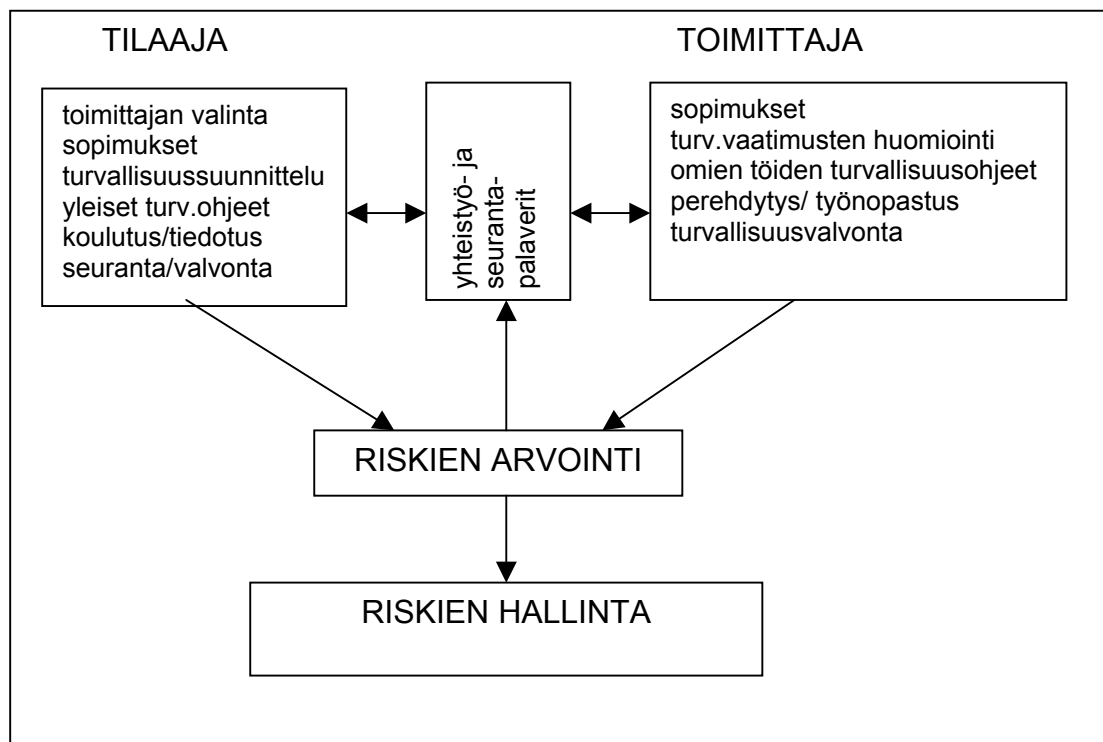 TILAAJA
TOIMITTAJA
toimittajan valinta
sopimukset
turvallisuussuunnittelu
yleiset turv.ohjeet
koulutus/tiedotus
seuranta/valvonta
yhteistyö- ja
seuranta-
palaverit
sopimukset
turv.vaatimusten huomiointi
omien töiden turvallisuusohjeet
perehdytys/ työnopastus
turvallisuusvalvonta
RISKIEN ARVOINTI
RISKIEN HALLINTA